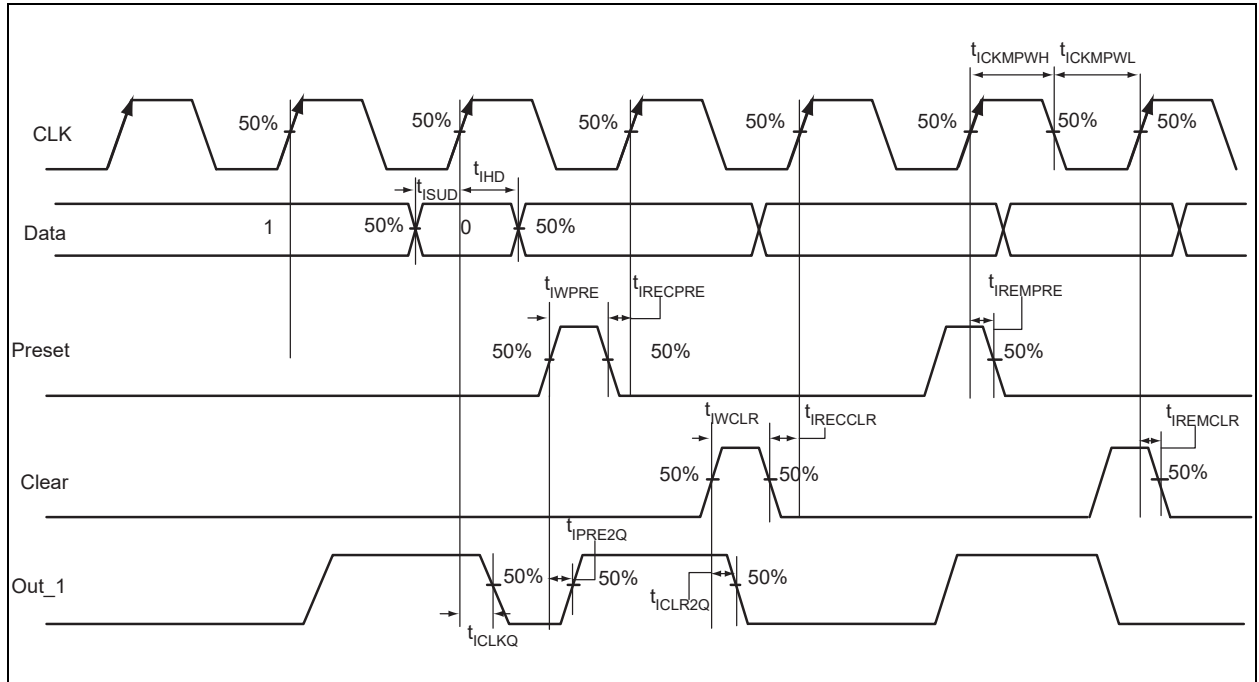 tICKMPWH tICKMPWL
CLK 50% 50% 50% 50% 50% 50% 50%
tISUD tIHD
Data 1 50% 0 50%
tIWPRE tIRECPRE tIREMPRE
Preset 50% 50% 50%
tIWCLR tIRECCLR tIREMCLR
Clear 50% 50% 50%
tIPRE2Q
Out_1 50% 50% 50%
tICLR2Q
tICLKQ